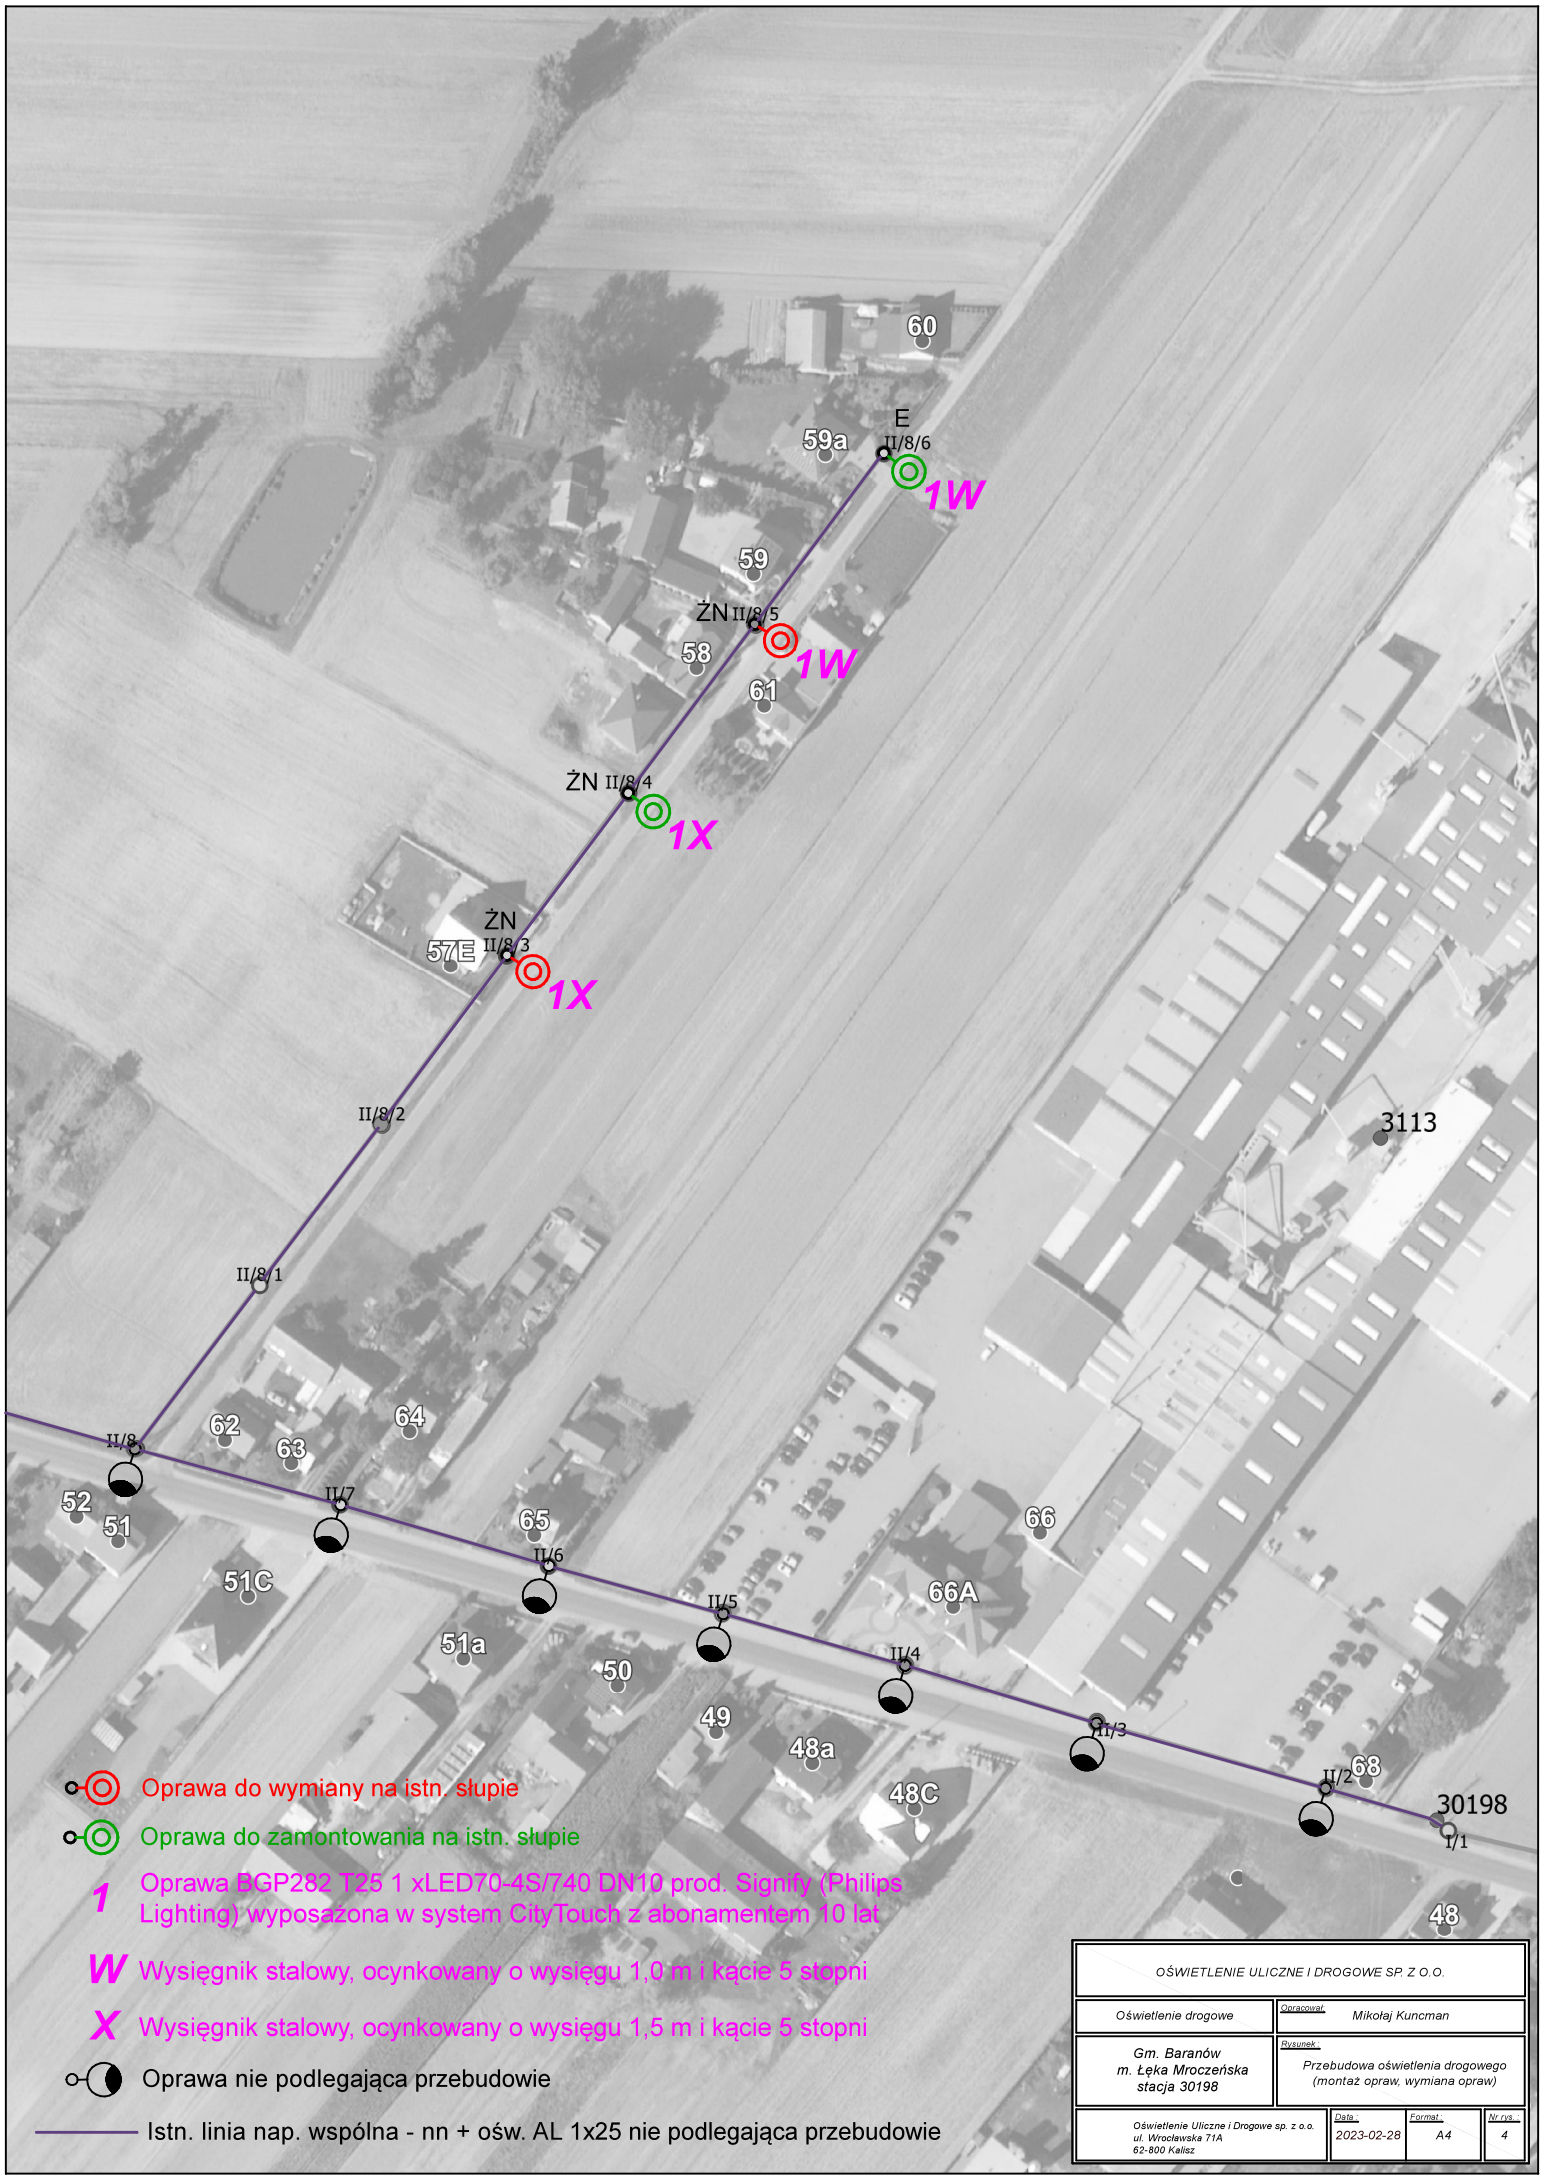 60
E
59a
II/8/6
1W
59
ŻN II/8/5
58
1W
61
ŻN II/8/4
1X
ŻN
57E
II/8/3
1X
II/8/2
3113
II/8/1
62
64
II/8
63
II/7
52
51
65
66
II/6
51C
66A
II/5
51a
II/4
50
49
II/3
48a
II/2
68
48C
30198
I/1
48
Oprawa do wymiany na istn. słupie
Oprawa do zamontowania na istn. słupie
1 Oprawa BGP282 T25 1 xLED70-4S/740 DN10 prod. Signify (Philips
Lighting) wyposażona w system CityTouch z abonamentem 10 lat
W Wysięgnik stalowy, ocynkowany o wysięgu 1,0 m i kącie 5 stopni
X Wysięgnik stalowy, ocynkowany o wysięgu 1,5 m i kącie 5 stopni
Oprawa nie podlegająca przebudowie
Istn. linia nap. wspólna - nn + ośw. AL 1x25 nie podlegająca przebudowie
OŚWIETLENIE ULICZNE I DROGOWE SP. Z O.O.
Oświetlenie drogowe
Opracował:
Mikołaj Kuncman
Gm. Baranów
m. Łęka Mroczeńska
stacja 30198
Rysunek :
Przebudowa oświetlenia drogowego
(montaż opraw, wymiana opraw)
Oświetlenie Uliczne i Drogowe sp. z o.o.
ul. Wrocławska 71A
62-800 Kalisz
Data :
2023-02-28
Format :
A4
Nr rys. :
4